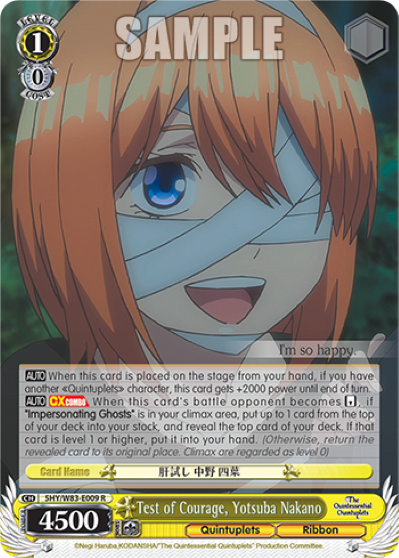 LEVEL
SAMPLE
1
0
COST
I'm so happy.
AUTO When this card is placed on the stage from your hand, if you have
another «Quintuplets» character, this card gets +2000 power until end of turn.
AUTO CX COMBO When this card's battle opponent becomes, if
"Impersonating Ghosts" is in your climax area, put up to 1 card from the top
of your deck into your stock, and reveal the top card of your deck. If that
card is level 1 or higher, put it into your hand. (Otherwise, return the
revealed card to its original place. Climax are regarded as level 0)
Card Name 肝試し 中野 四葉
CH 5HY/W83-E009 R
Test of Courage, Yotsuba Nakano
The
Quintessential
Quintuplets
4500
Quintuplets Ribbon
©Negi Haruba,KODANSHA/"The Quintessential Quintuplets" Production Committee.